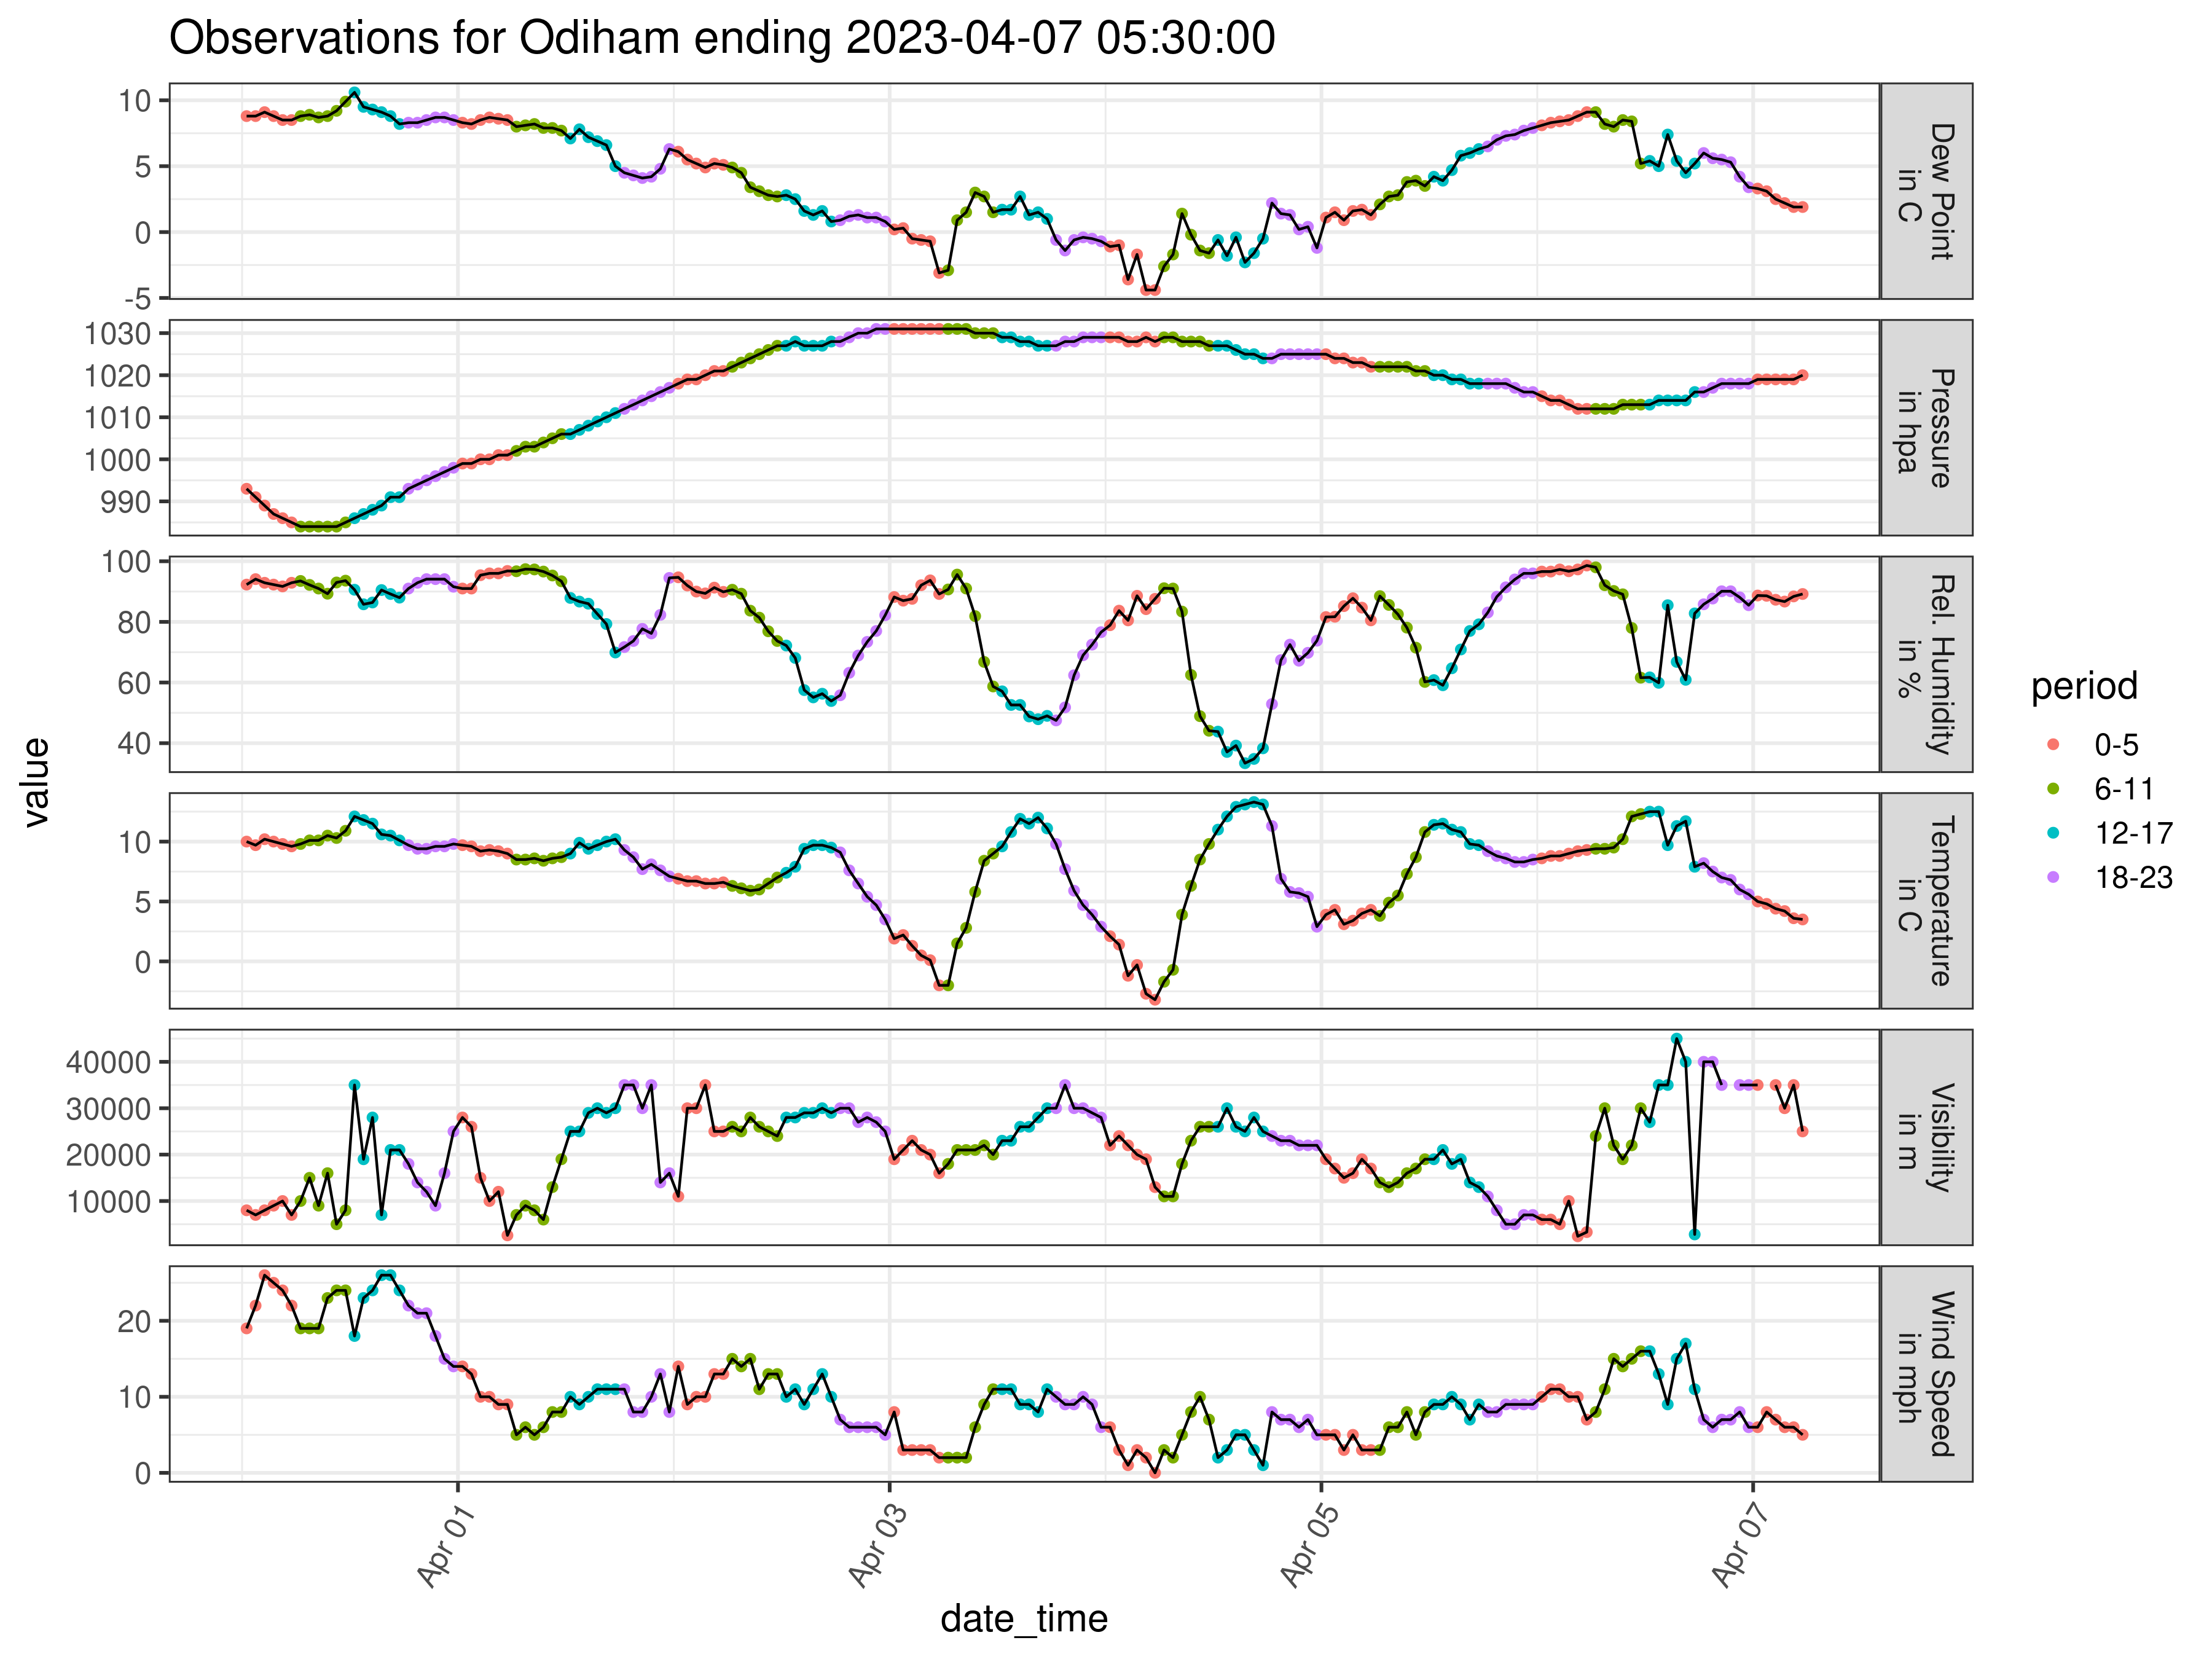 Observations for Odiham ending 2023-04-07 05:30:00
value
10
5
0
-5
Dew Point
in C
1030
1020
1010
1000
990
Pressure
in hpa
100
80
60
40
Rel. Humidity
in %
10
5
0
Temperature
in C
40000
30000
20000
10000
Visibility
in m
20
10
0
Wind Speed
in mph
Apr 01
Apr 03
Apr 05
Apr 07
date_time
period
0-5
6-11
12-17
18-23